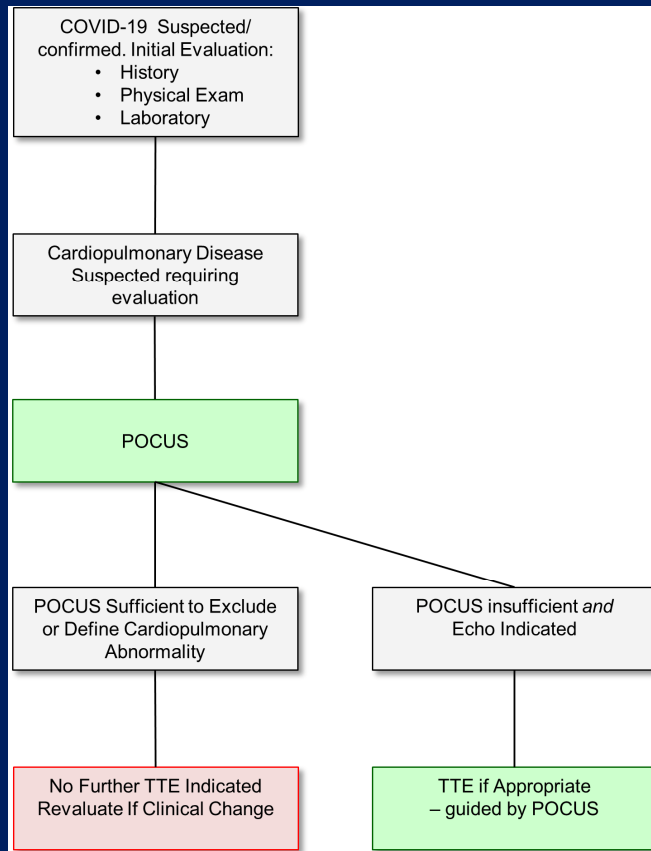 COVID-19 Suspected/
confirmed. Initial Evaluation:
• History
• Physical Exam
• Laboratory
Cardiopulmonary Disease
Suspected requiring
evaluation
POCUS
POCUS Sufficient to Exclude
or Define Cardiopulmonary
Abnormality
POCUS insufficient and
Echo Indicated
No Further TTE Indicated
Revaluate If Clinical Change
TTE if Appropriate
– guided by POCUS